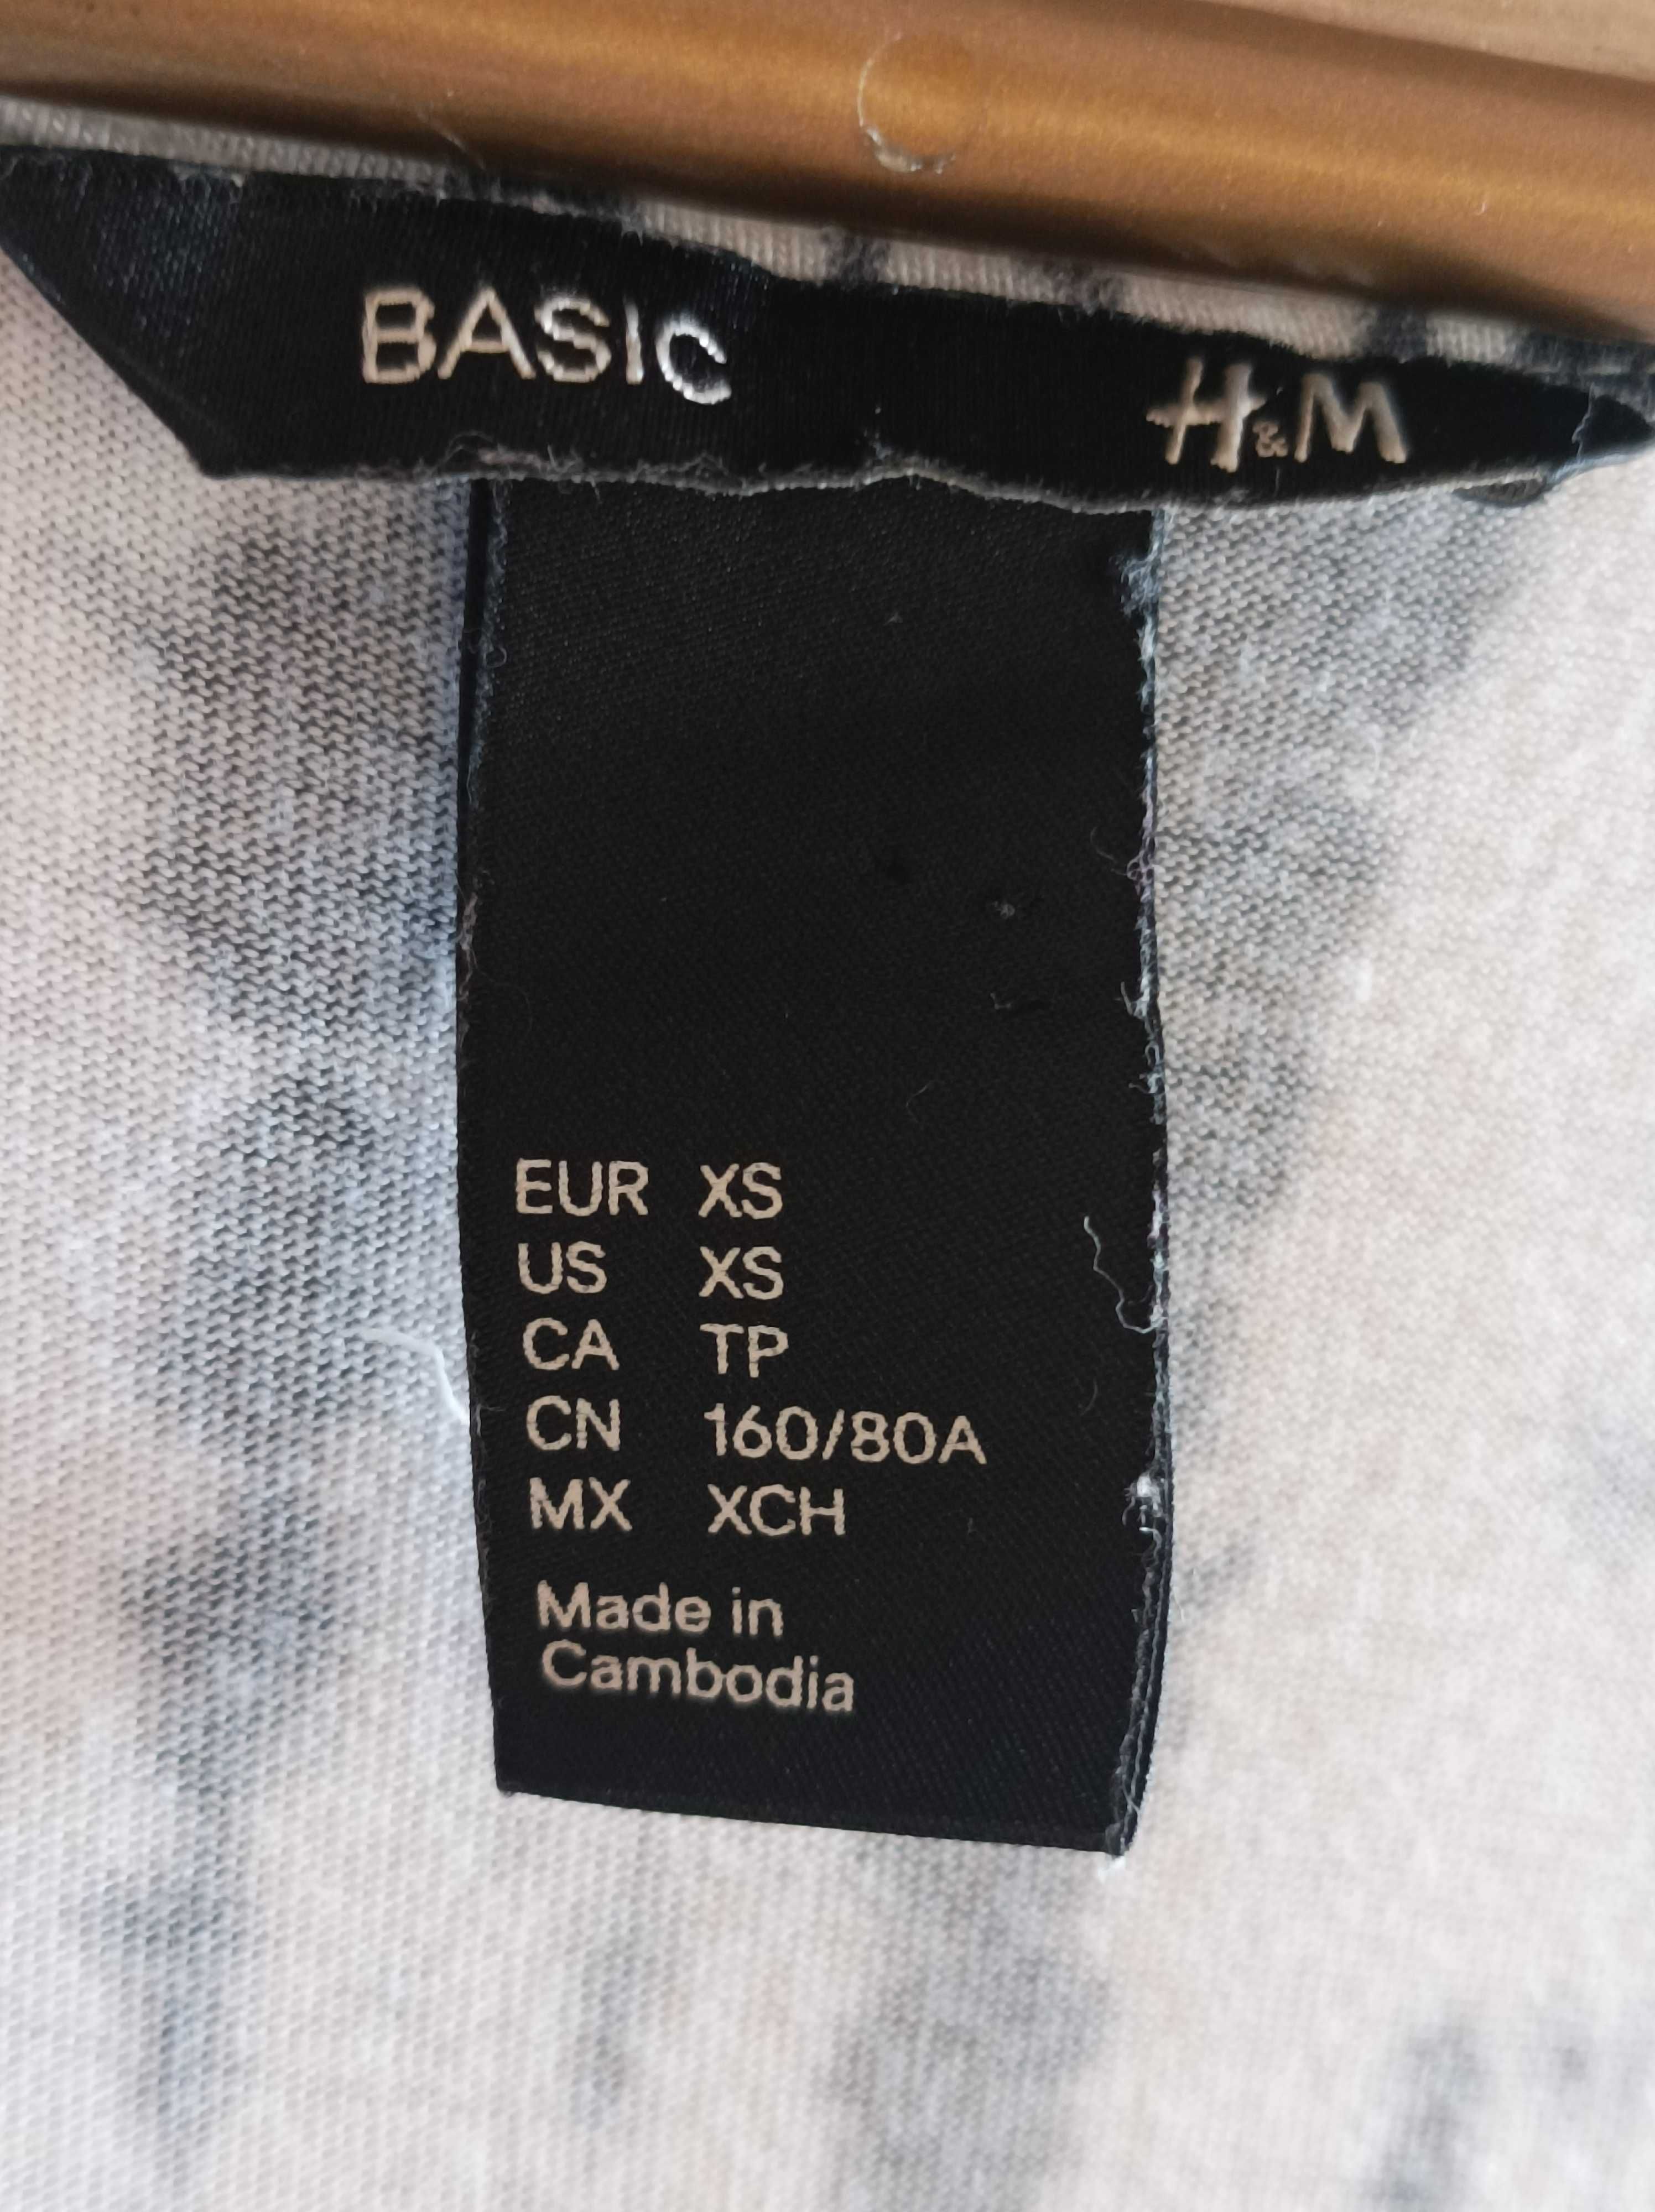 BASIC H&M
EUR XS
US XS
CA TP
CN 160/80A
MX XCH
Made in
Cambodia